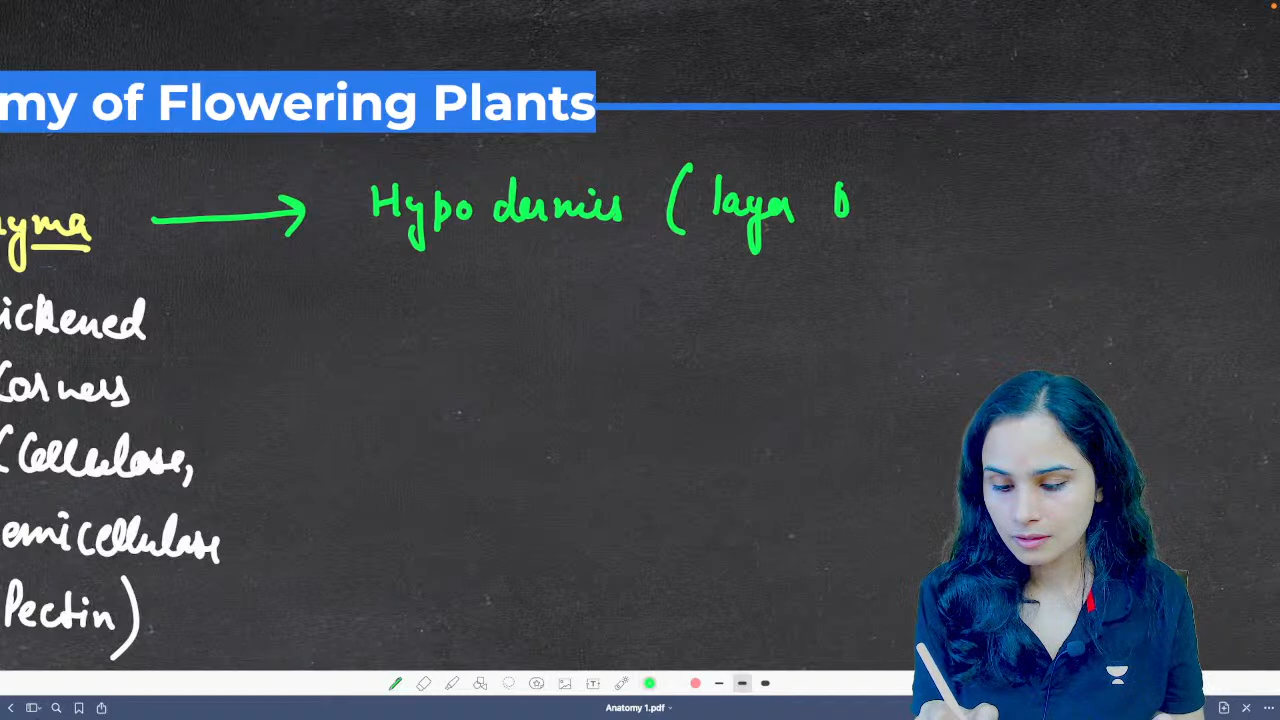 my of Flowering Plants
yma Hypodermis ( layer
ickened
Corners
(Cellulose,
emicellulose
Pectin)
Anatomy 1.pdf